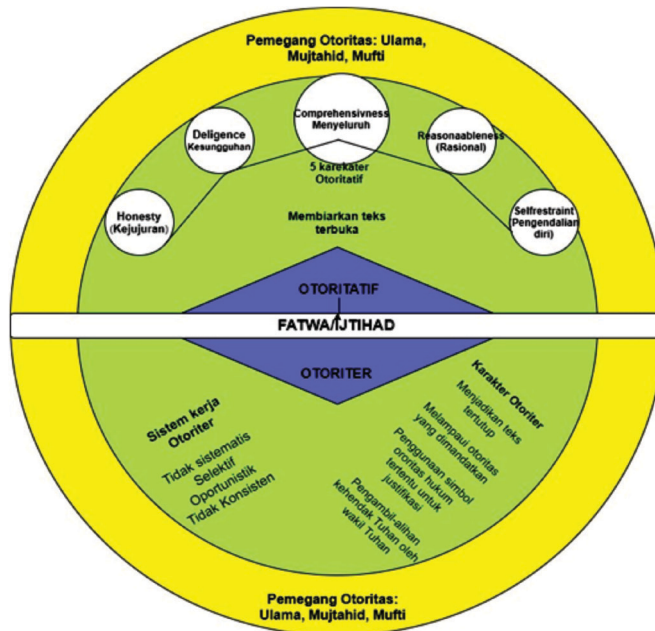 Pemegang Otoritas: Ulama,
Mujtahid, Mufti
Comprehensivness
Menyeluruh
Deligence
Kesungguhan
Reasonaableness
(Rasional)
5 karekater
Otoritatif
Honesty
(Kejujuran)
Selfrestraint
(Pengendalian
diri)
Membiarkan teks
terbuka
OTORITATIF
FATWA/IJTIHAD
OTORITER
Sistem kerja
Otoriter
Tidak sistematis
Selektif
Oportunistik
Tidak Konsisten
Karakter Otoriter
Menjadikan teks
tertutup
Melampaui otoritas
yang dimandatkan
Penggunaan simbol
ororitas hukum
tertentu untuk
justifikasi
Pengambil-alihan
kehendak Tuhan oleh
wakil Tuhan
Pemegang Otoritas:
Ulama, Mujtahid, Mufti